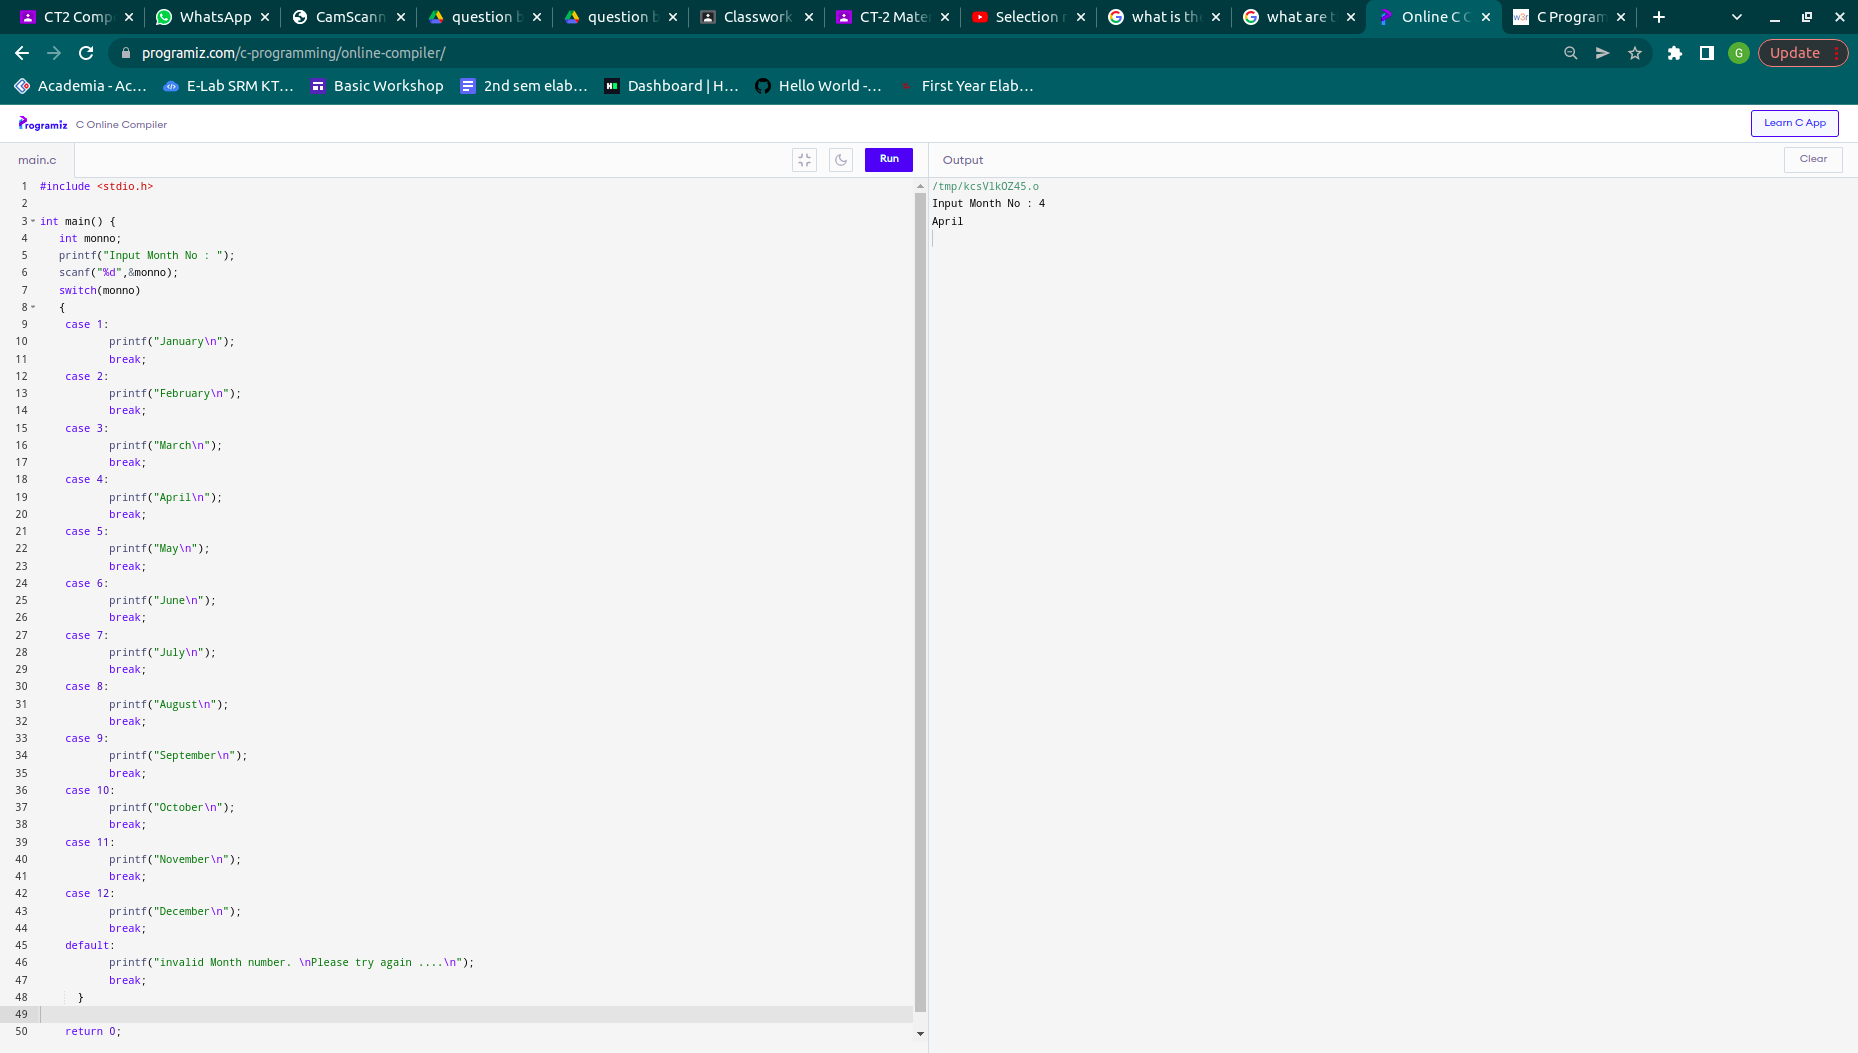 CT2 Comp WhatsApp CamScann question b question b Classwork CT-2 Mate Selection what is th what are t Online C C C Program
programiz.com/c-programming/online-compiler/ G Update
Academia - Ac... E-Lab SRM KT... Basic Workshop 2nd sem elab... Dashboard | H... Hello World -... First Year Elab...
Programiz C Online Compiler Learn C App
main.c Run Output Clear
1 #include <stdio.h>
2
3 int main() {
4 int monno;
5 printf("Input Month No : ");
6 scanf("%d",&monno);
7 switch(monno)
8 {
9 case 1:
10 printf("January\n");
11 break;
12 case 2:
13 printf("February\n");
14 break;
15 case 3:
16 printf("March\n");
17 break;
18 case 4:
19 printf("April\n");
20 break;
21 case 5:
22 printf("May\n");
23 break;
24 case 6:
25 printf("June\n");
26 break;
27 case 7:
28 printf("July\n");
29 break;
30 case 8:
31 printf("August\n");
32 break;
33 case 9:
34 printf("September\n");
35 break;
36 case 10:
37 printf("October\n");
38 break;
39 case 11:
40 printf("November\n");
41 break;
42 case 12:
43 printf("December\n");
44 break;
45 default:
46 printf("invalid Month number. \nPlease try again ....\n");
47 break;
48 }
49
50 return 0;
/tmp/kcsVlkOZ45.o
Input Month No : 4
April